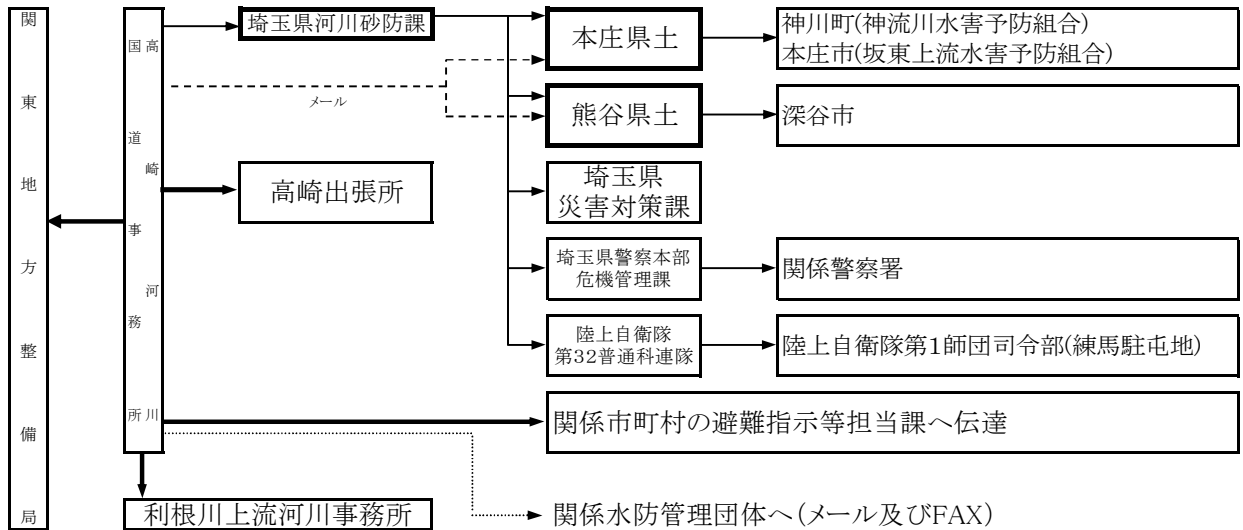 関東地方整備局
高崎河川
国道事務所
埼玉県河川砂防課
メール
高崎出張所
利根川上流河川事務所
本庄県土
神川町(神流川水害予防組合)
本庄市(坂東上流水害予防組合)
熊谷県土
深谷市
埼玉県
災害対策課
埼玉県警察本部
危機管理課
関係警察署
陸上自衛隊
第32普通科連隊
陸上自衛隊第1師団司令部(練馬駐屯地)
関係市町村の避難指示等担当課へ伝達
関係水防管理団体へ(メール及びFAX)